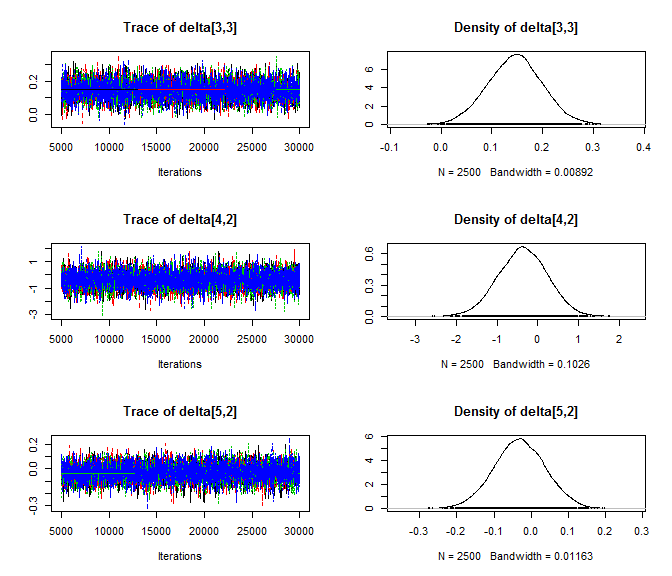 Trace of delta[3,3]
0.0 0.2
5000 10000 15000 20000 25000 30000
Iterations
Density of delta[3,3]
0 2 4 6
-0.1 0.0 0.1 0.2 0.3 0.4
N = 2500 Bandwidth = 0.00892
Trace of delta[4,2]
-3 -1 1
5000 10000 15000 20000 25000 30000
Iterations
Density of delta[4,2]
0.0 0.3 0.6
-3 -2 -1 0 1 2
N = 2500 Bandwidth = 0.1026
Trace of delta[5,2]
-0.3 0.0 0.2
5000 10000 15000 20000 25000 30000
Iterations
Density of delta[5,2]
0 2 4 6
-0.3 -0.2 -0.1 0.0 0.1 0.2 0.3
N = 2500 Bandwidth = 0.01163